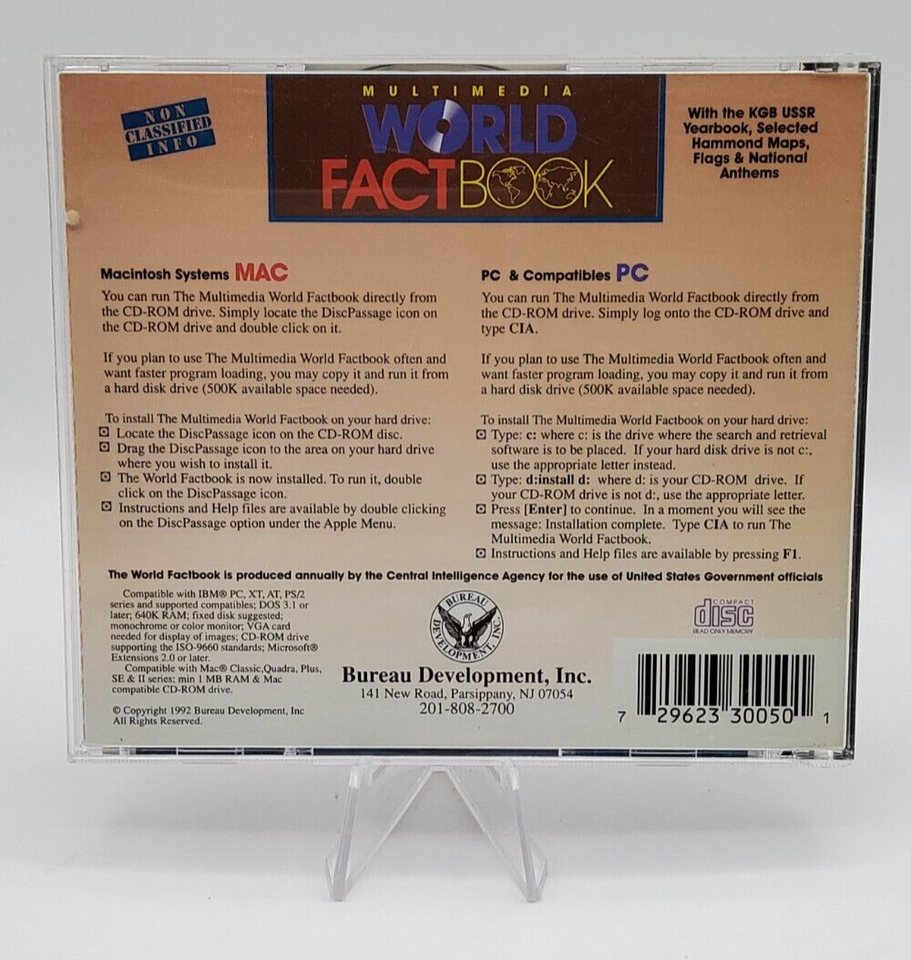 NON
CLASSIFIED
INFO
MULTIMEDIA
WORLD
FACTBOOK
With the KGB USSR
Yearbook, Selected
Hammond Maps,
Flags & National
Anthems
Macintosh Systems MAC
You can run The Multimedia World Factbook directly from
the CD-ROM drive. Simply locate the DiscPassage icon on
the CD-ROM drive and double click on it.
If you plan to use The Multimedia World Factbook often and
want faster program loading, you may copy it and run it from
a hard disk drive (500K available space needed).
To install The Multimedia World Factbook on your hard drive:
Locate the DiscPassage icon on the CD-ROM disc.
Drag the DiscPassage icon to the area on your hard drive
where you wish to install it.
The World Factbook is now installed. To run it, double
click on the DiscPassage icon.
Instructions and Help files are available by double clicking
on the DiscPassage option under the Apple Menu.
PC & Compatibles PC
You can run The Multimedia World Factbook directly from
the CD-ROM drive. Simply log onto the CD-ROM drive and
type CIA.
If you plan to use The Multimedia World Factbook often and
want faster program loading, you may copy it and run it from
a hard disk drive (500K available space needed).
To install The Multimedia World Factbook on your hard drive:
Type: c: where c: is the drive where the search and retrieval
software is to be placed. If your hard disk drive is not c:,
use the appropriate letter instead.
Type: d:install d: where d: is your CD-ROM drive. If
your CD-ROM drive is not d:, use the appropriate letter.
Press [Enter] to continue. In a moment you will see the
message: Installation complete. Type CIA to run The
Multimedia World Factbook.
Instructions and Help files are available by pressing F1.
The World Factbook is produced annually by the Central Intelligence Agency for the use of United States Government officials
Compatible with IBM® PC, XT, AT, PS/2
series and supported compatibles; DOS 3.1 or
later; 640K RAM; fixed disk suggested;
monochrome or color monitor; VGA card
needed for display of images; CD-ROM drive
supporting the ISO-9660 standards; Microsoft®
Extensions 2.0 or later.
Compatible with Mac® Classic,Quadra, Plus,
SE & II series; min 1 MB RAM & Mac
compatible CD-ROM drive.
© Copyright 1992 Bureau Development, Inc
All Rights Reserved.
BUREAU
DEVELOPMENT, INC.
Bureau Development, Inc.
141 New Road, Parsippany, NJ 07054
201-808-2700
COMPACT
disc
READ ONLY MEMORY
7 29623 30050 1